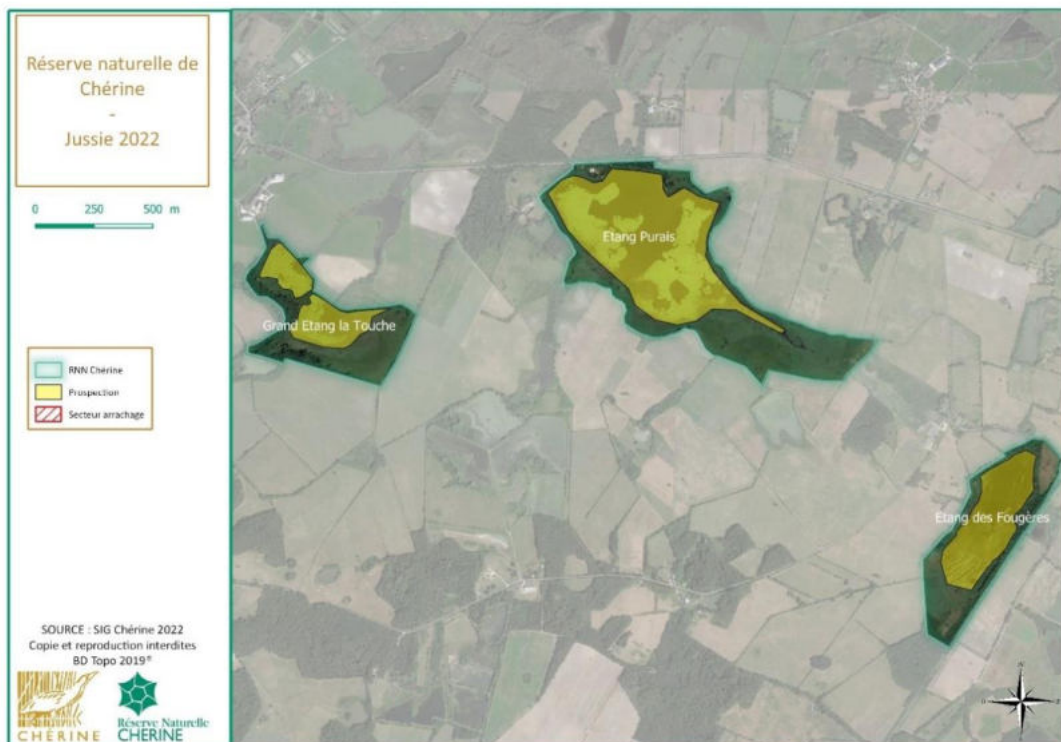 Réserve naturelle de
Chérine
-
Jussie 2022
0 250 500 m
RNN Chérine
Prospection
Secteur arrachage
SOURCE : SIG Chérine 2022
Copie et reproduction interdites
BD Topo 2019®
CHÉRINE
Réserve Naturelle
CHERINE
Etang Purais
Grand Etang la Touche
Etang des Fougères
N
O
E
S